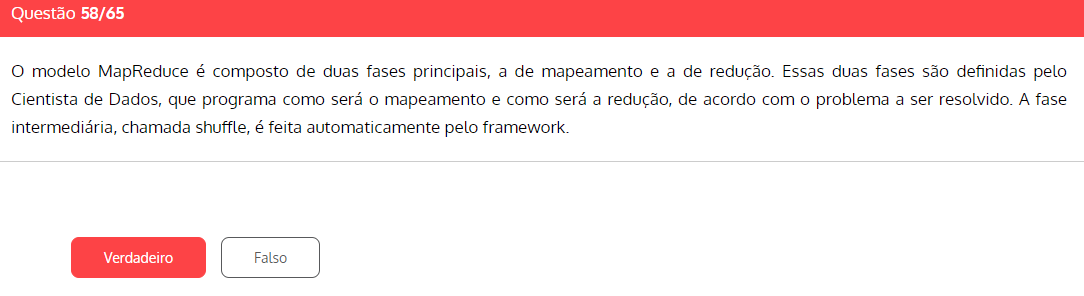 Questão 58/65
O modelo MapReduce é composto de duas fases principais, a de mapeamento e a de redução. Essas duas fases são definidas pelo
Cientista de Dados, que programa como será o mapeamento e como será a redução, de acordo com o problema a ser resolvido. A fase
intermediária, chamada shuffle, é feita automaticamente pelo framework.
Verdadeiro
Falso